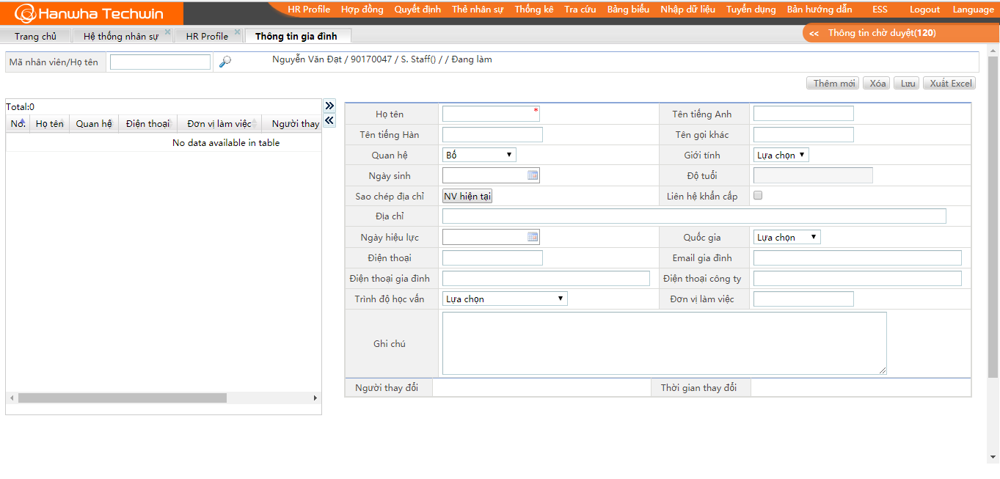 Hanwha Techwin
HR Profile Hợp đồng Quyết định Thẻ nhân sự Thống kê Tra cứu Bảng biểu Nhập dữ liệu Tuyển dụng Bản hướng dẫn ESS Logout Language
Trang chủ Hệ thống nhân sự HR Profile Thông tin gia đình
<< Thông tin chờ duyệt(120)
Mã nhân viên/Họ tên Nguyễn Văn Đạt / 90170047 / S. Staff() / / Đang làm
Thêm mới Xóa Lưu Xuất Excel
Total:0
No. Họ tên Quan hệ Điện thoại Đơn vị làm việc Người thay
No data available in table
Họ tên * Tên tiếng Anh
Tên tiếng Hàn Tên gọi khác
Quan hệ Bố Giới tính Lựa chọn
Ngày sinh Độ tuổi
Sao chép địa chỉ NV hiện tại Liên hệ khẩn cấp
Địa chỉ
Ngày hiệu lực Quốc gia Lựa chọn
Điện thoại Email gia đình
Điện thoại gia đình Điện thoại công ty
Trình độ học vấn Lựa chọn Đơn vị làm việc
Ghi chú
Người thay đổi Thời gian thay đổi